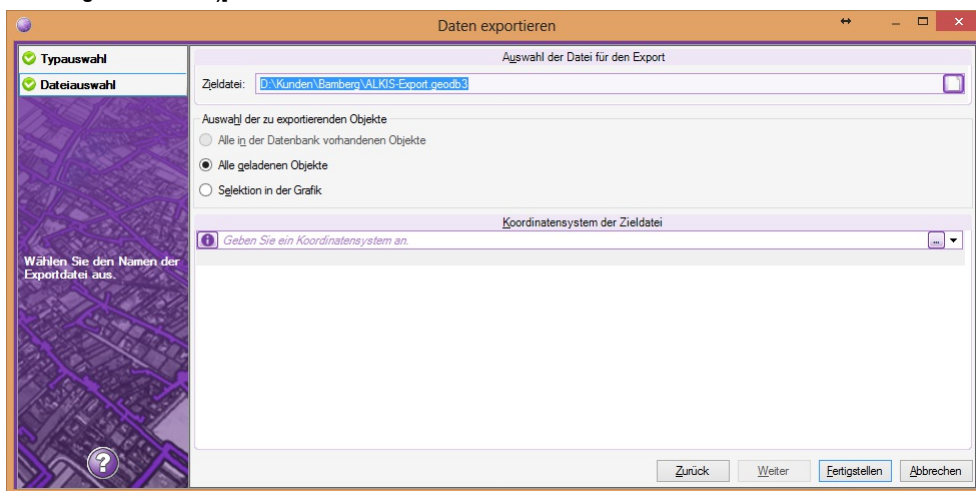 Daten exportieren
Typauswahl
Dateiauswahl
Wählen Sie den Namen der
Exportdatei aus.
Auswahl der Datei für den Export
Zieldatei: D:\Kunden\Bamberg\ALKIS-Export.geodb3
Auswahl der zu exportierenden Objekte
Alle in der Datenbank vorhandenen Objekte
Alle geladenen Objekte
Selektion in der Grafik
Koordinatensystem der Zieldatei
Geben Sie ein Koordinatensystem an.
...
Zurück Weiter Fertigstellen Abbrechen